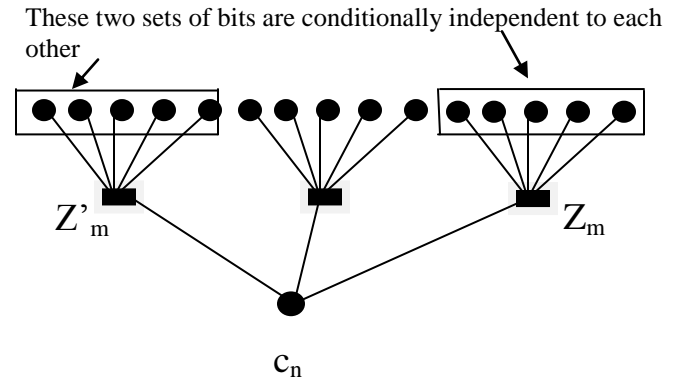 These two sets of bits are conditionally independent to each
other
Z’m
Zm
cn